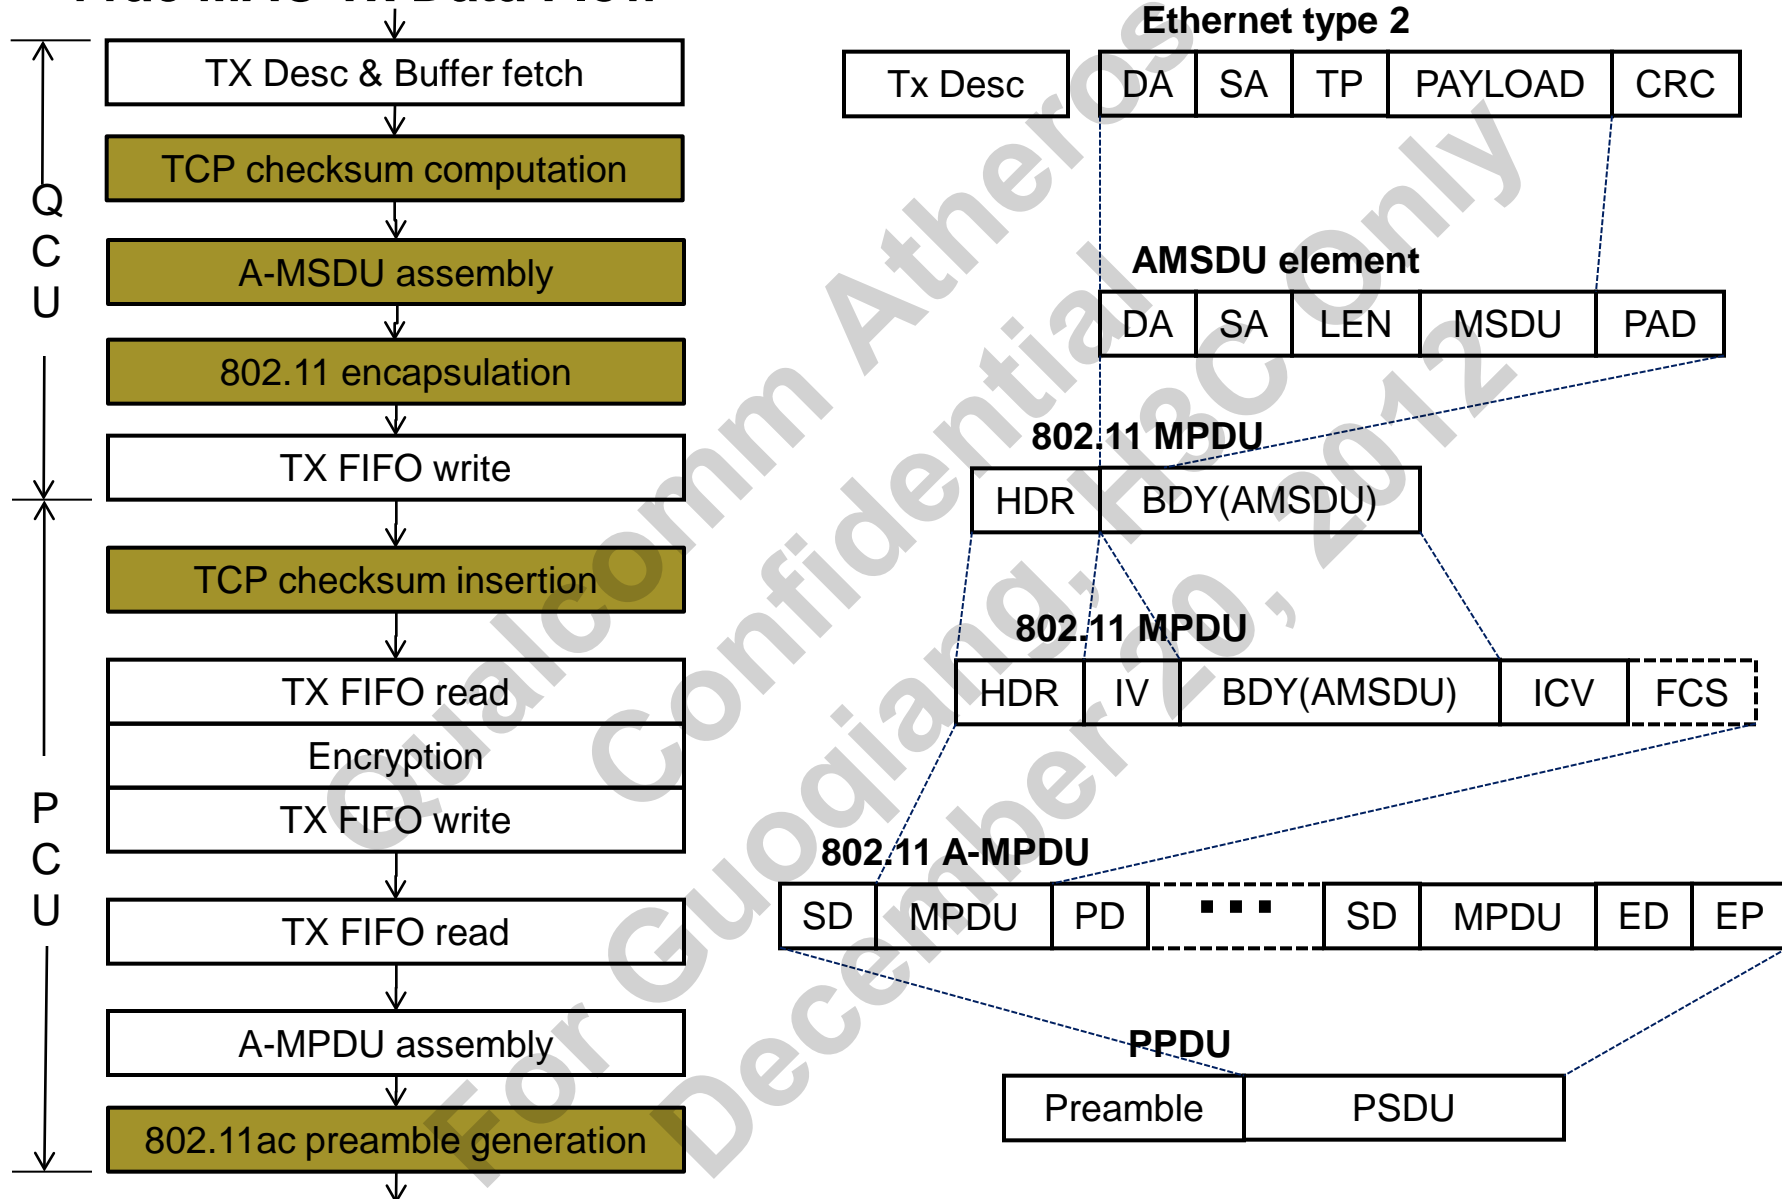 TX Desc & Buffer fetch
TCP checksum computation
A-MSDU assembly
802.11 encapsulation
TX FIFO write
TCP checksum insertion
TX FIFO read
Encryption
TX FIFO write
TX FIFO read
A-MPDU assembly
802.11ac preamble generation
Q
C
U
P
C
U
Ethernet type 2
Tx Desc DA SA TP PAYLOAD CRC
AMSDU element
DA SA LEN MSDU PAD
802.11 MPDU
HDR BDY(AMSDU)
802.11 MPDU
HDR IV BDY(AMSDU) ICV FCS
802.11 A-MPDU
SD MPDU PD ... SD MPDU ED EP
PPDU
Preamble PSDU
Qualcomm Atheros
Confidential
For Guoqiang, H3C Only
December 20, 2012